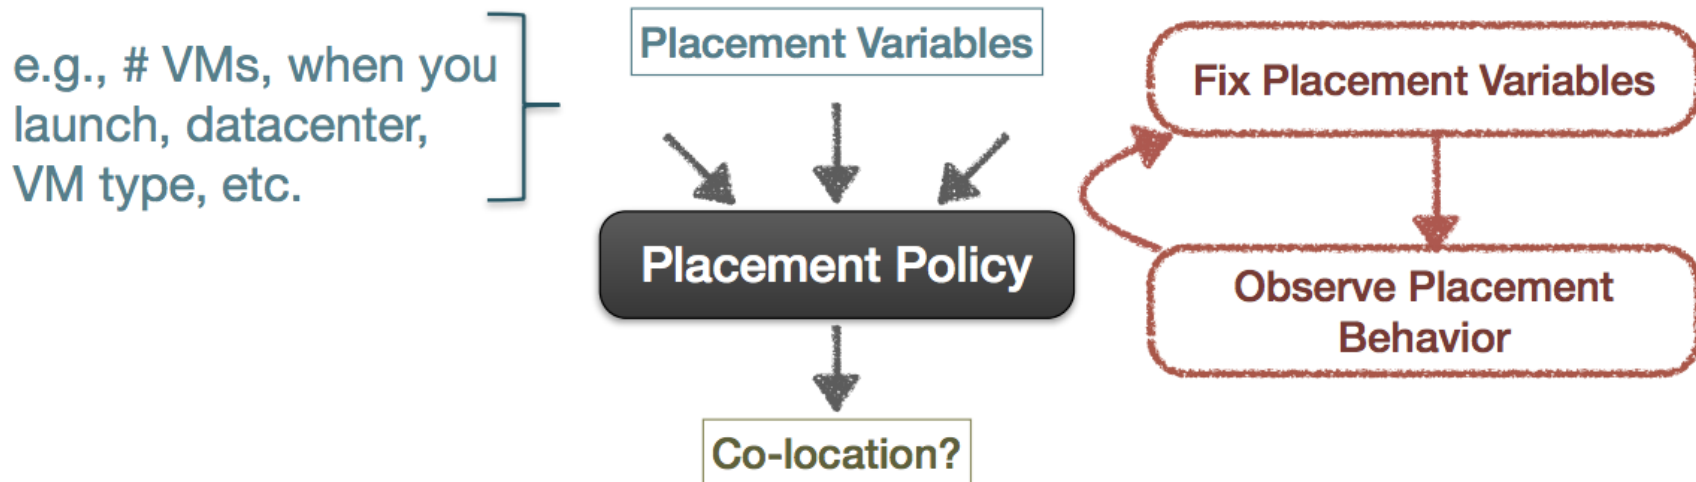 e.g., # VMs, when you
launch, datacenter,
VM type, etc.
Placement Variables
Placement Policy
Co-location?
Fix Placement Variables
Observe Placement
Behavior